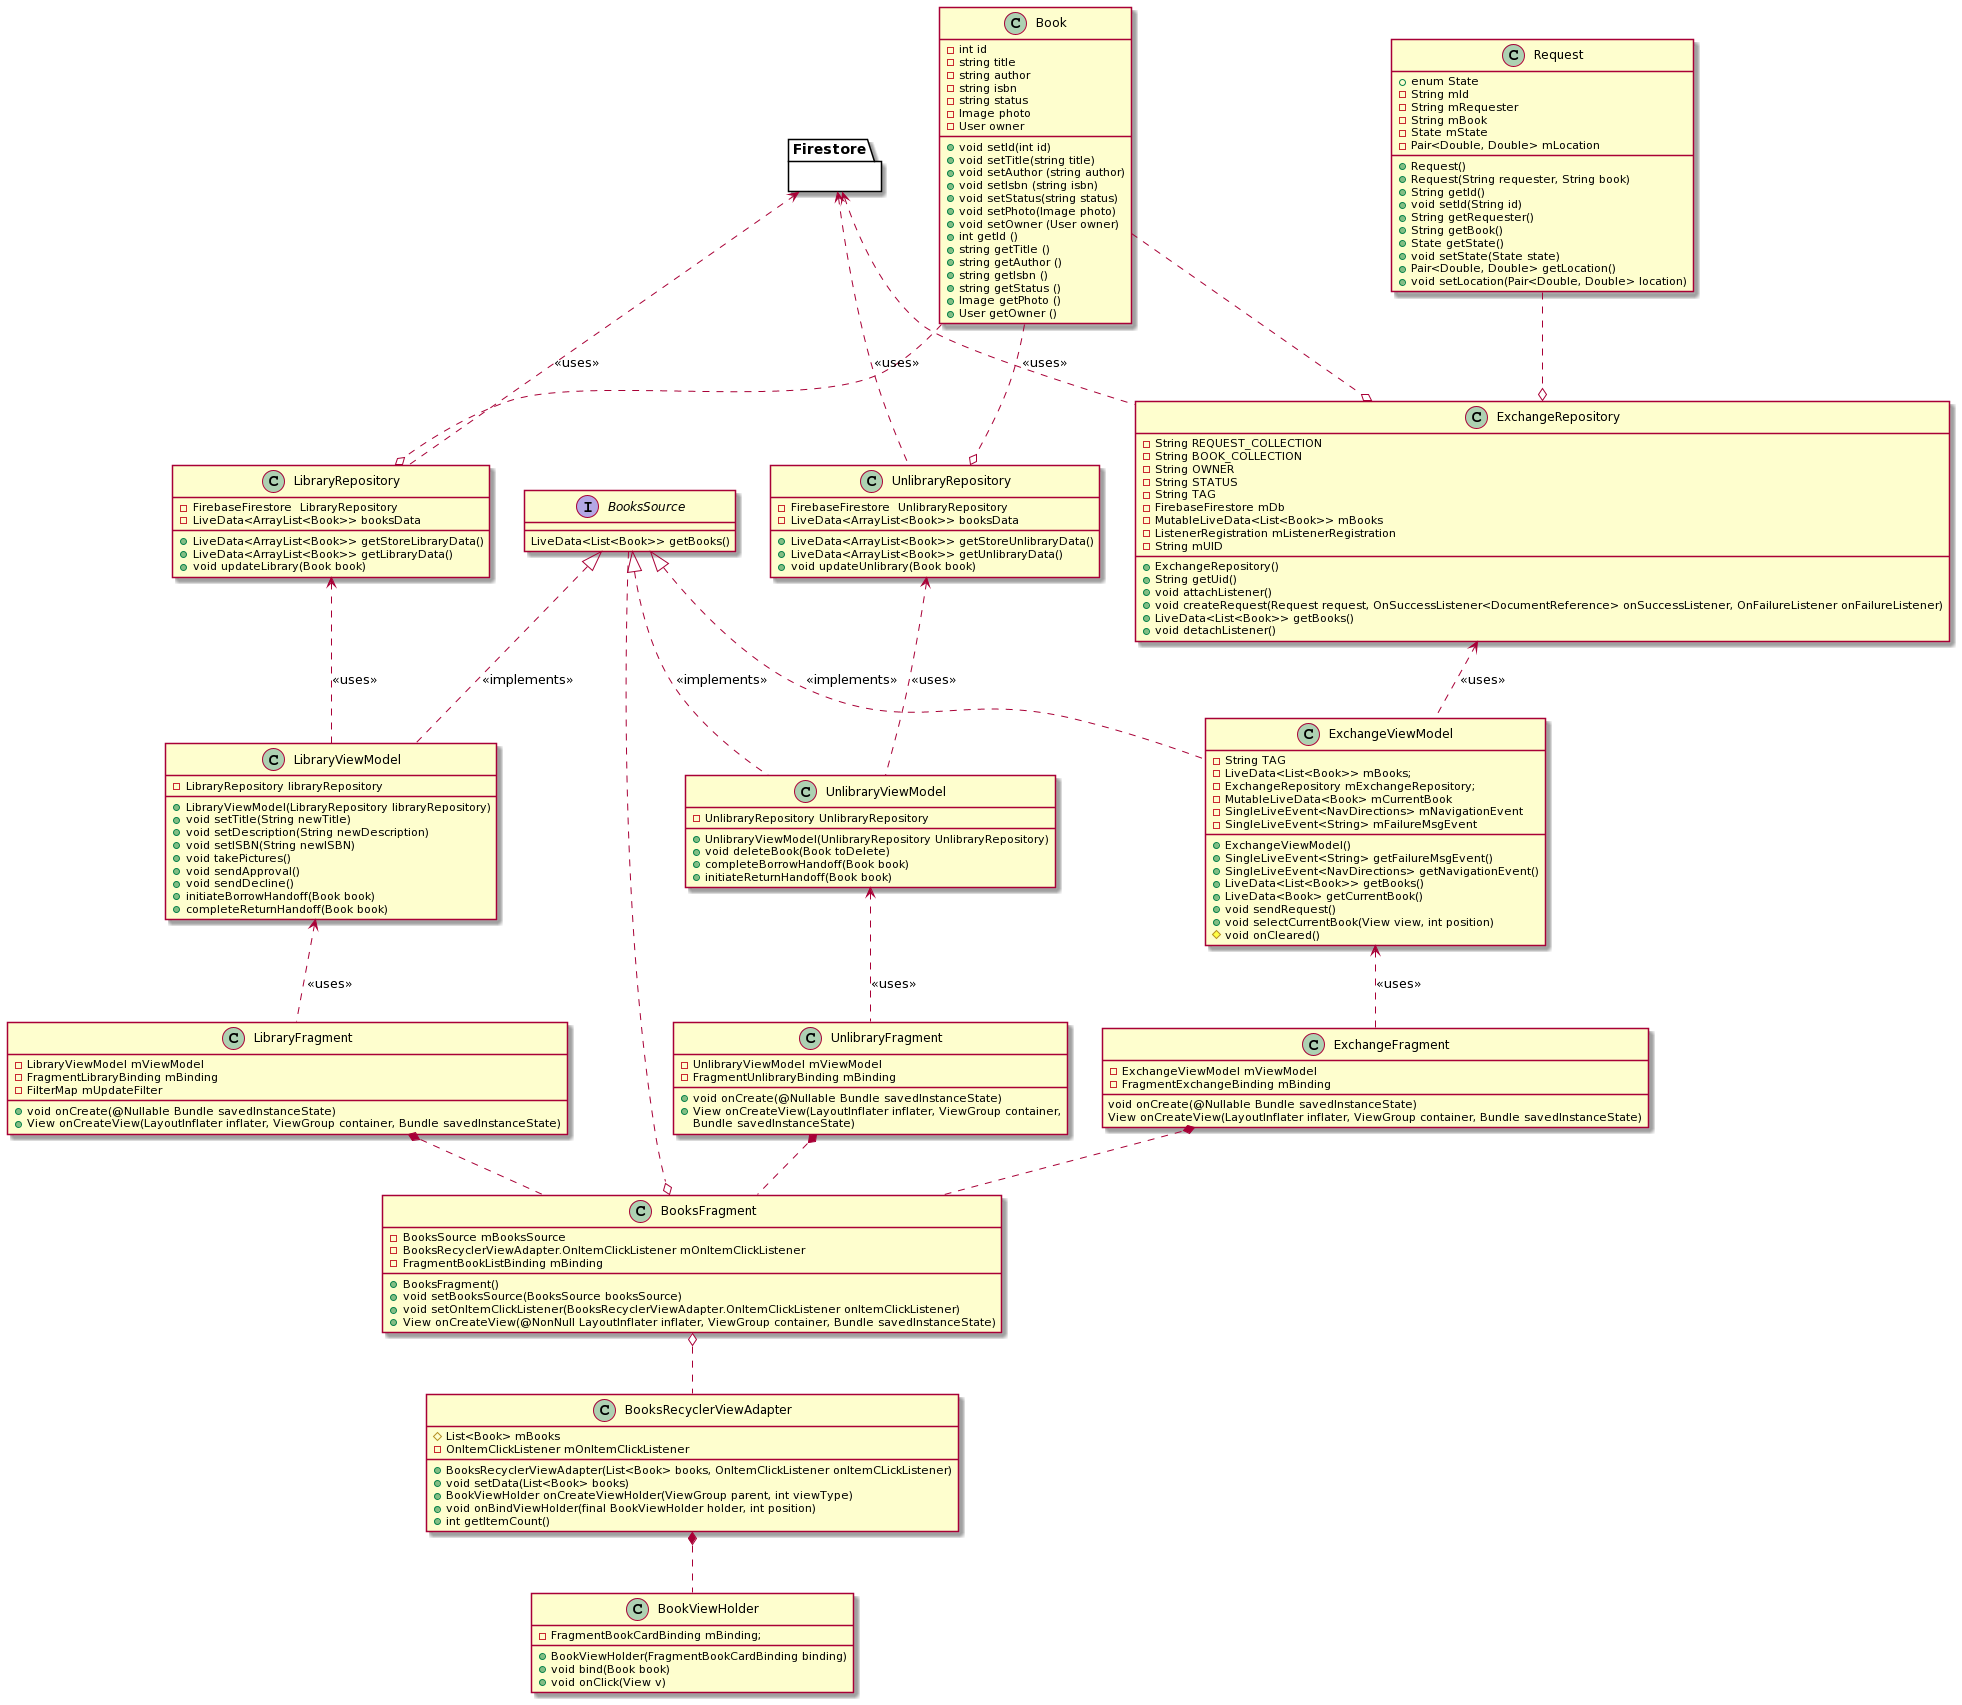 Book
int id
string title
string author
string isbn
string status
Image photo
User owner
void setId(int id)
void setTitle(string title)
void setAuthor (string author)
void setIsbn (string isbn)
void setStatus(string status)
void setPhoto(Image photo)
void setOwner (User owner)
int getId ()
string getTitle ()
string getAuthor ()
string getIsbn ()
string getStatus ()
Image getPhoto ()
User getOwner ()
Request
enum State
String mId
String mRequester
String mBook
State mState
Pair<Double, Double> mLocation
Request()
Request(String requester, String book)
String getId()
void setId(String id)
String getRequester()
String getBook()
State getState()
void setState(State state)
Pair<Double, Double> getLocation()
void setLocation(Pair<Double, Double> location)
Firestore
«uses»
«uses»
«uses»
LibraryRepository
FirebaseFirestore  LibraryRepository
LiveData<ArrayList<Book>> booksData
LiveData<ArrayList<Book>> getStoreLibraryData()
LiveData<ArrayList<Book>> getLibraryData()
void updateLibrary(Book book)
BooksSource
LiveData<List<Book>> getBooks()
UnlibraryRepository
FirebaseFirestore  UnlibraryRepository
LiveData<ArrayList<Book>> booksData
LiveData<ArrayList<Book>> getStoreUnlibraryData()
LiveData<ArrayList<Book>> getUnlibraryData()
void updateUnlibrary(Book book)
ExchangeRepository
String REQUEST_COLLECTION
String BOOK_COLLECTION
String OWNER
String STATUS
String TAG
FirebaseFirestore mDb
MutableLiveData<List<Book>> mBooks
ListenerRegistration mListenerRegistration
String mUID
ExchangeRepository()
String getUid()
void attachListener()
void createRequest(Request request, OnSuccessListener<DocumentReference> onSuccessListener, OnFailureListener onFailureListener)
LiveData<List<Book>> getBooks()
void detachListener()
«uses»
«implements»
«implements»
«implements»
«uses»
«uses»
LibraryViewModel
LibraryRepository libraryRepository
LibraryViewModel(LibraryRepository libraryRepository)
void setTitle(String newTitle)
void setDescription(String newDescription)
void setISBN(String newISBN)
void takePictures()
void sendApproval()
void sendDecline()
initiateBorrowHandoff(Book book)
completeReturnHandoff(Book book)
UnlibraryViewModel
UnlibraryRepository UnlibraryRepository
UnlibraryViewModel(UnlibraryRepository UnlibraryRepository)
void deleteBook(Book toDelete)
completeBorrowHandoff(Book book)
initiateReturnHandoff(Book book)
ExchangeViewModel
String TAG
LiveData<List<Book>> mBooks;
ExchangeRepository mExchangeRepository;
MutableLiveData<Book> mCurrentBook
SingleLiveEvent<NavDirections> mNavigationEvent
SingleLiveEvent<String> mFailureMsgEvent
ExchangeViewModel()
SingleLiveEvent<String> getFailureMsgEvent()
SingleLiveEvent<NavDirections> getNavigationEvent()
LiveData<List<Book>> getBooks()
LiveData<Book> getCurrentBook()
void sendRequest()
void selectCurrentBook(View view, int position)
void onCleared()
«uses»
«uses»
«uses»
LibraryFragment
LibraryViewModel mViewModel
FragmentLibraryBinding mBinding
FilterMap mUpdateFilter
void onCreate(@Nullable Bundle savedInstanceState)
View onCreateView(LayoutInflater inflater, ViewGroup container, Bundle savedInstanceState)
UnlibraryFragment
UnlibraryViewModel mViewModel
FragmentUnlibraryBinding mBinding
void onCreate(@Nullable Bundle savedInstanceState)
View onCreateView(LayoutInflater inflater, ViewGroup container,
Bundle savedInstanceState)
ExchangeFragment
ExchangeViewModel mViewModel
FragmentExchangeBinding mBinding
void onCreate(@Nullable Bundle savedInstanceState)
View onCreateView(LayoutInflater inflater, ViewGroup container, Bundle savedInstanceState)
BooksFragment
BooksSource mBooksSource
BooksRecyclerViewAdapter.OnItemClickListener mOnItemClickListener
FragmentBookListBinding mBinding
BooksFragment()
void setBooksSource(BooksSource booksSource)
void setOnItemClickListener(BooksRecyclerViewAdapter.OnItemClickListener onItemClickListener)
View onCreateView(@NonNull LayoutInflater inflater, ViewGroup container, Bundle savedInstanceState)
BooksRecyclerViewAdapter
List<Book> mBooks
OnItemClickListener mOnItemClickListener
BooksRecyclerViewAdapter(List<Book> books, OnItemClickListener onItemCLickListener)
void setData(List<Book> books)
BookViewHolder onCreateViewHolder(ViewGroup parent, int viewType)
void onBindViewHolder(final BookViewHolder holder, int position)
int getItemCount()
BookViewHolder
FragmentBookCardBinding mBinding;
BookViewHolder(FragmentBookCardBinding binding)
void bind(Book book)
void onClick(View v)